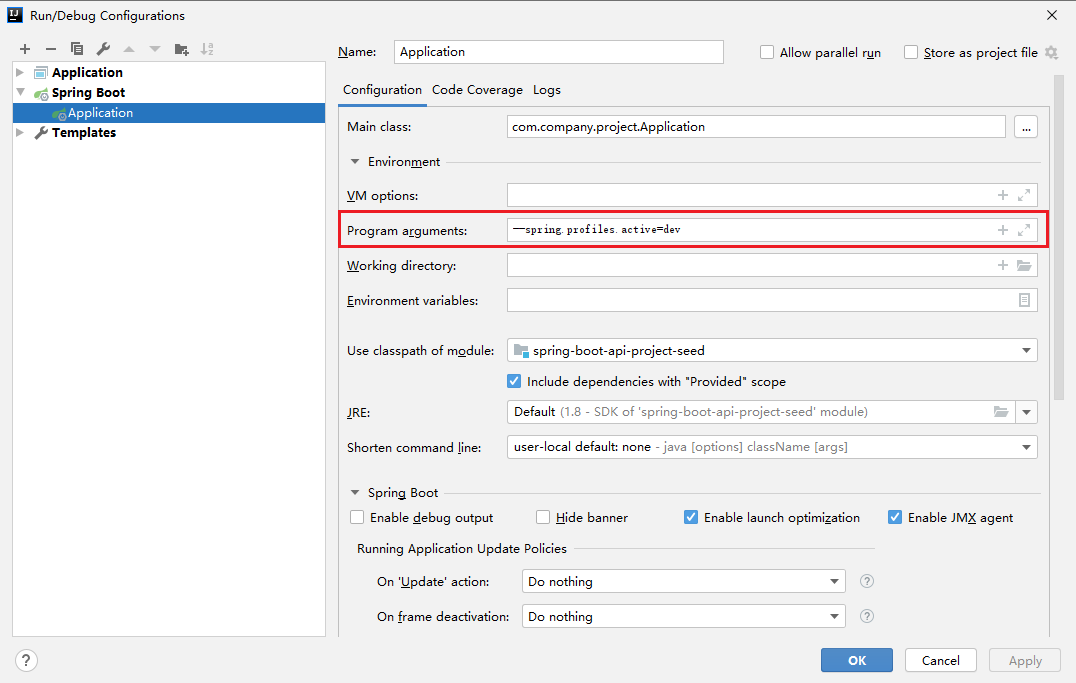 Run/Debug Configurations
Name: Application
Allow parallel run
Store as project file
Application
Spring Boot
Application
Templates
Configuration Code Coverage Logs
Main class: com.company.project.Application ...
Environment
VM options:
Program arguments: --spring.profiles.active=dev
Working directory:
Environment variables:
Use classpath of module: spring-boot-api-project-seed
Include dependencies with "Provided" scope
JRE: Default (1.8 - SDK of 'spring-boot-api-project-seed' module)
Shorten command line: user-local default: none - java [options] className [args]
Spring Boot
Enable debug output Hide banner Enable launch optimization Enable JMX agent
Running Application Update Policies
On 'Update' action: Do nothing ?
On frame deactivation: Do nothing ?
? OK Cancel Apply